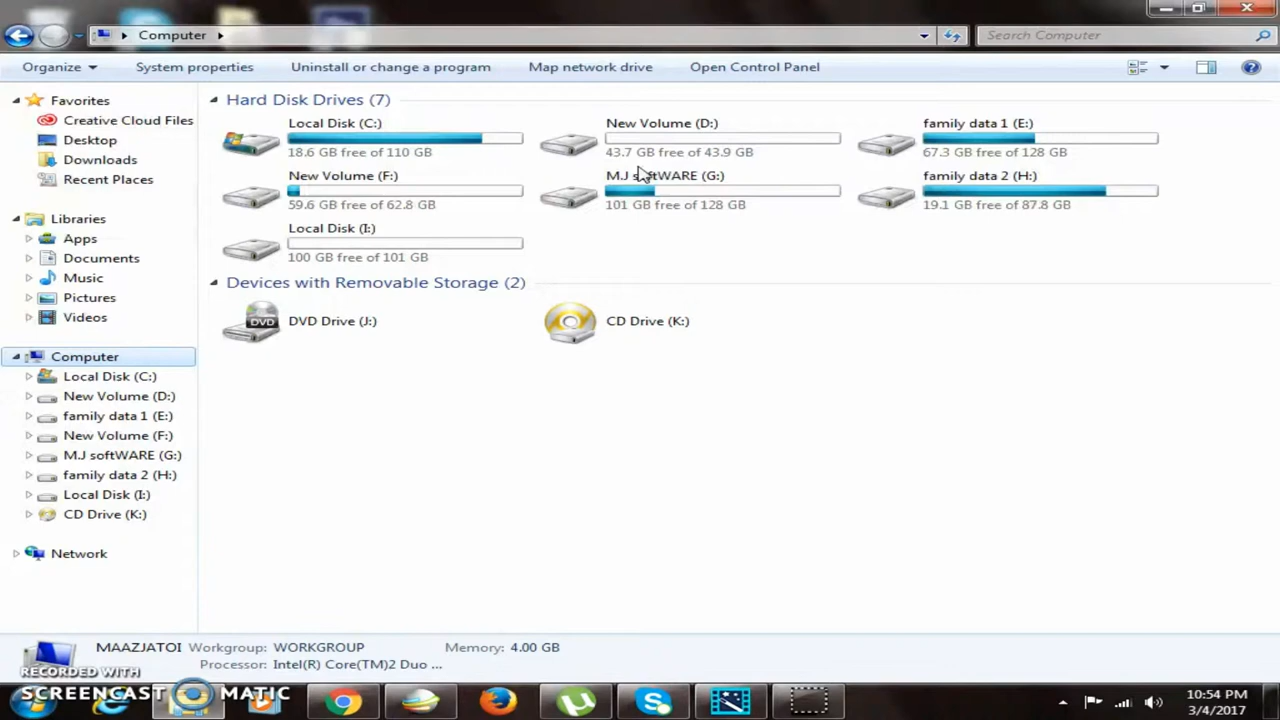 Computer
Search Computer
Organize
System properties
Uninstall or change a program
Map network drive
Open Control Panel
Favorites
Creative Cloud Files
Desktop
Downloads
Recent Places
Libraries
Apps
Documents
Music
Pictures
Videos
Computer
Local Disk (C:)
New Volume (D:)
family data 1 (E:)
New Volume (F:)
M.J softWARE (G:)
family data 2 (H:)
Local Disk (I:)
CD Drive (K:)
Network
Hard Disk Drives (7)
Local Disk (C:)
18.6 GB free of 110 GB
New Volume (D:)
43.7 GB free of 43.9 GB
family data 1 (E:)
67.3 GB free of 128 GB
New Volume (F:)
59.6 GB free of 62.8 GB
M.J softWARE (G:)
101 GB free of 128 GB
family data 2 (H:)
19.1 GB free of 87.8 GB
Local Disk (I:)
100 GB free of 101 GB
Devices with Removable Storage (2)
DVD
DVD Drive (J:)
CD Drive (K:)
MAAZJATOI Workgroup: WORKGROUP Memory: 4.00 GB
Processor: Intel(R) Core(TM)2 Duo ...
RECORDED WITH
SCREENCAST MATIC
10:54 PM
3/4/2017